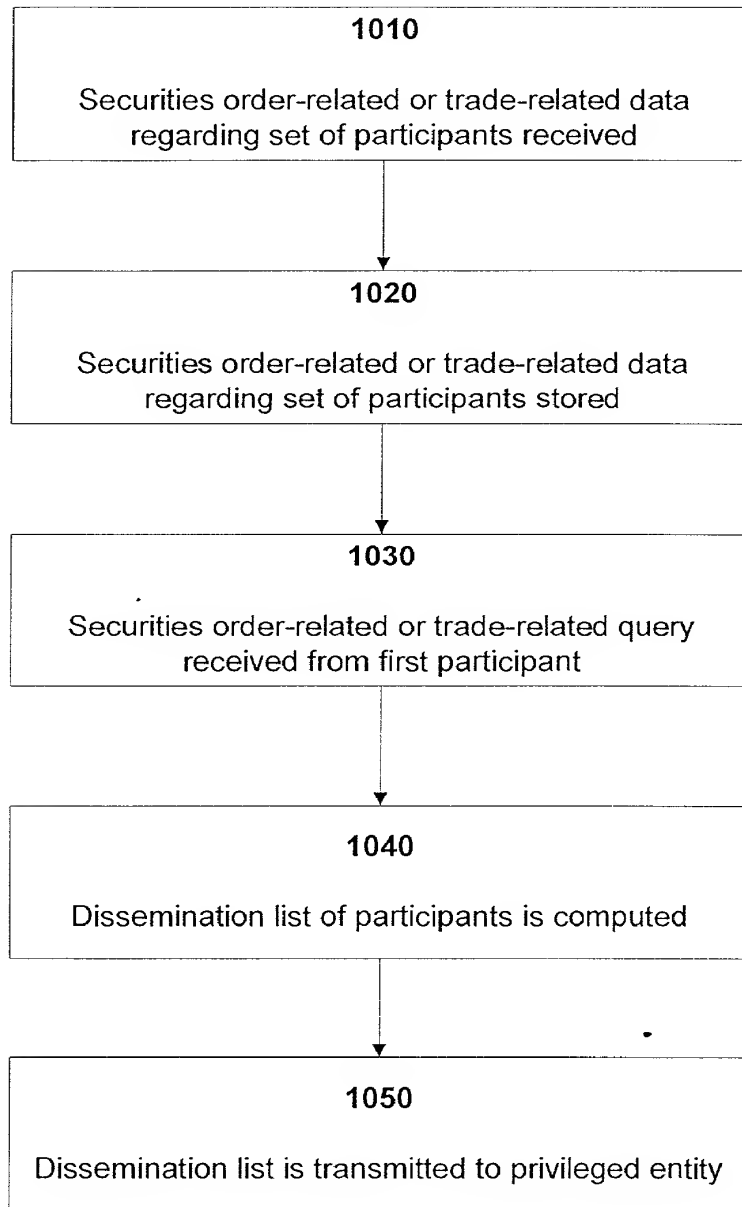 1010
Securities order-related or trade-related data
regarding set of participants received
1020
Securities order-related or trade-related data
regarding set of participants stored
1030
Securities order-related or trade-related query
received from first participant
1040
Dissemination list of participants is computed
1050
Dissemination list is transmitted to privileged entity